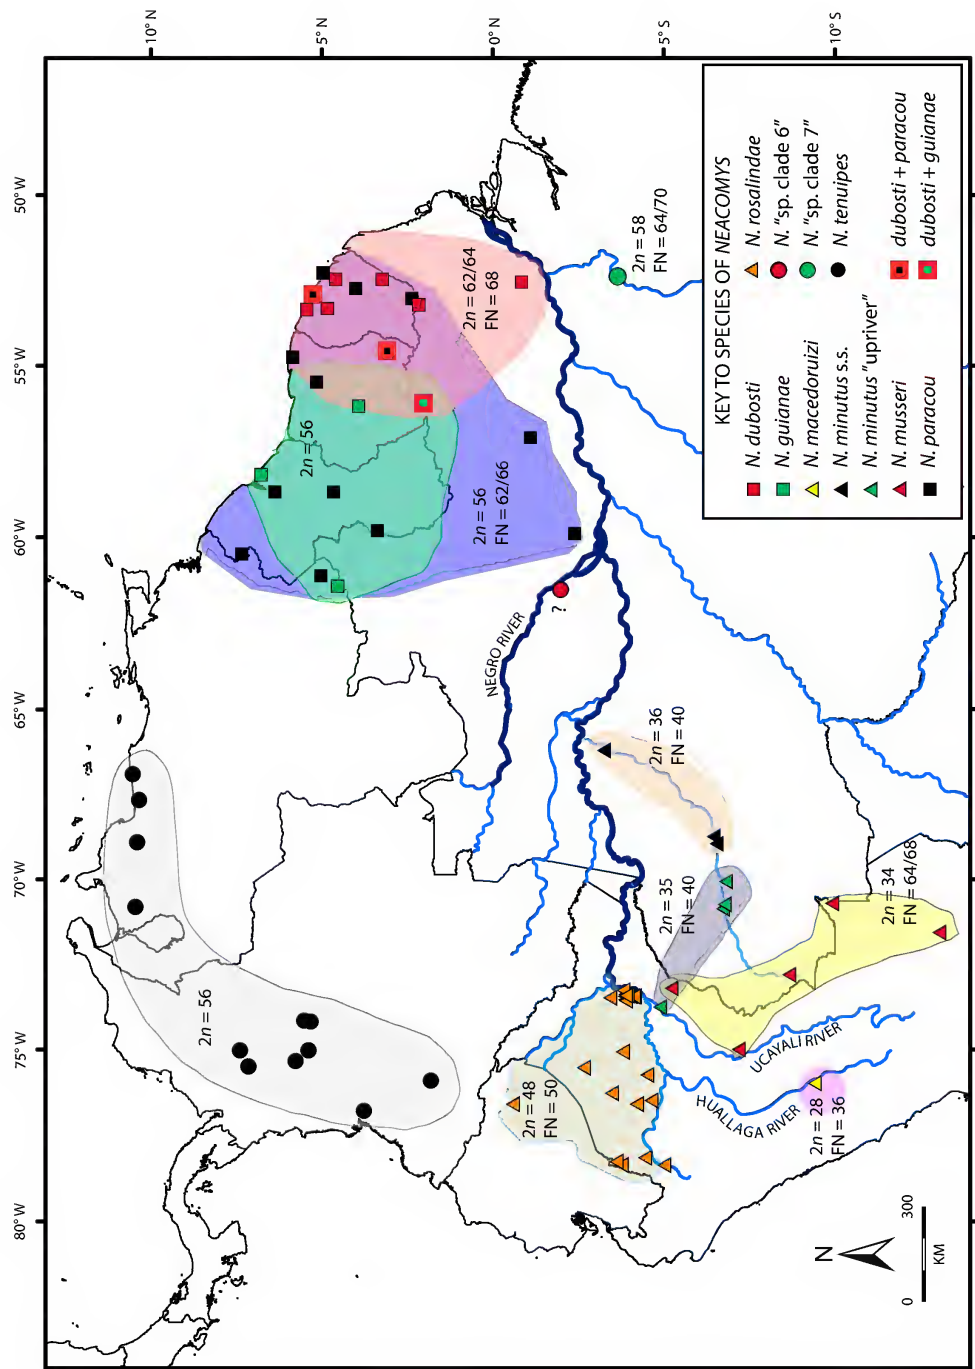 80° W
75° W
70° W
65° W
60° W
55° W
50° W
10° N
5° N
0° N
5° S
10° S
2n = 56
2n = 56
2n = 62/64
FN = 68
2n = 56
FN = 62/66
2n = 58
FN = 64/70
NEGRO RIVER
?
2n = 36
FN = 40
2n = 35
FN = 40
2n = 34
FN = 64/68
2n = 48
FN = 50
UCAYALI RIVER
HUALLAGA RIVER
2n = 28
FN = 36
N
0 300
KM
KEY TO SPECIES OF NEACOMYS
N. dubosti
N. guianae
N. macedoruizi
N. minutus s.s.
N. minutus "upriver"
N. musseri
N. paracou
N. rosalindae
N. "sp. clade 6"
N. "sp. clade 7"
N. tenuipes
dubosti + paracou
dubosti + guianae